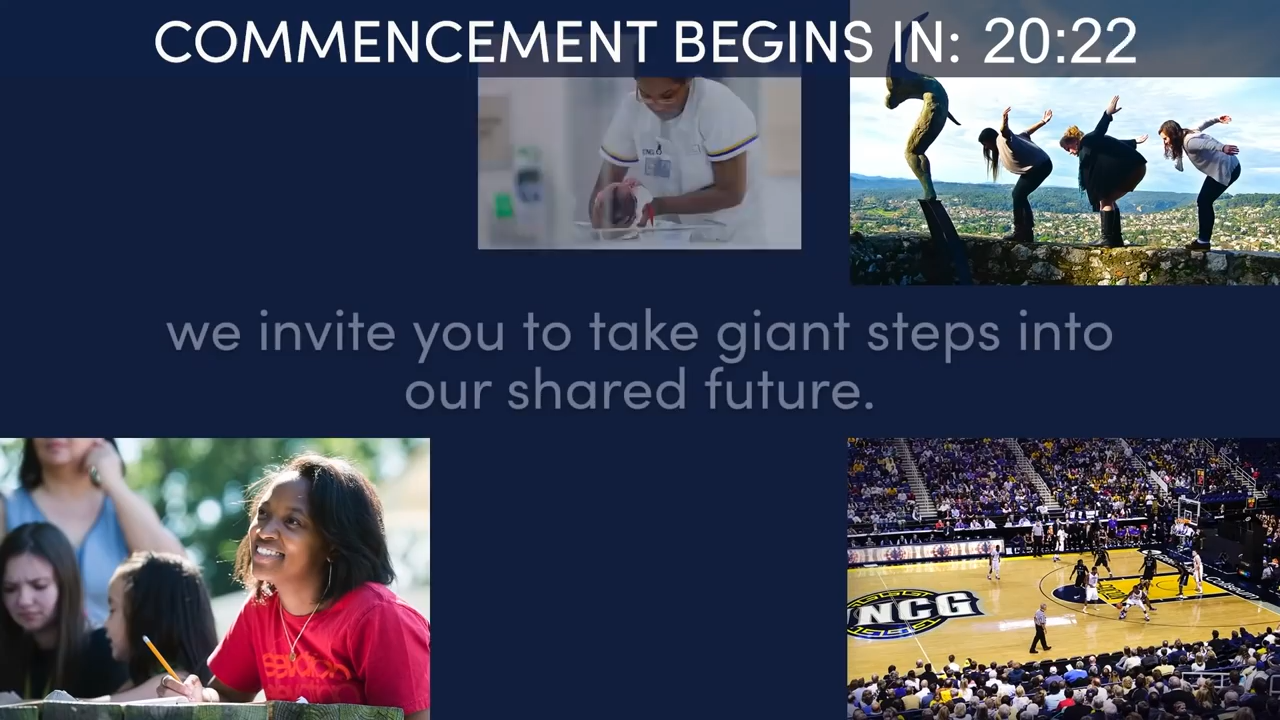 COMMENCEMENT BEGINS IN: 20:22
we invite you to take giant steps into
our shared future.
NCG